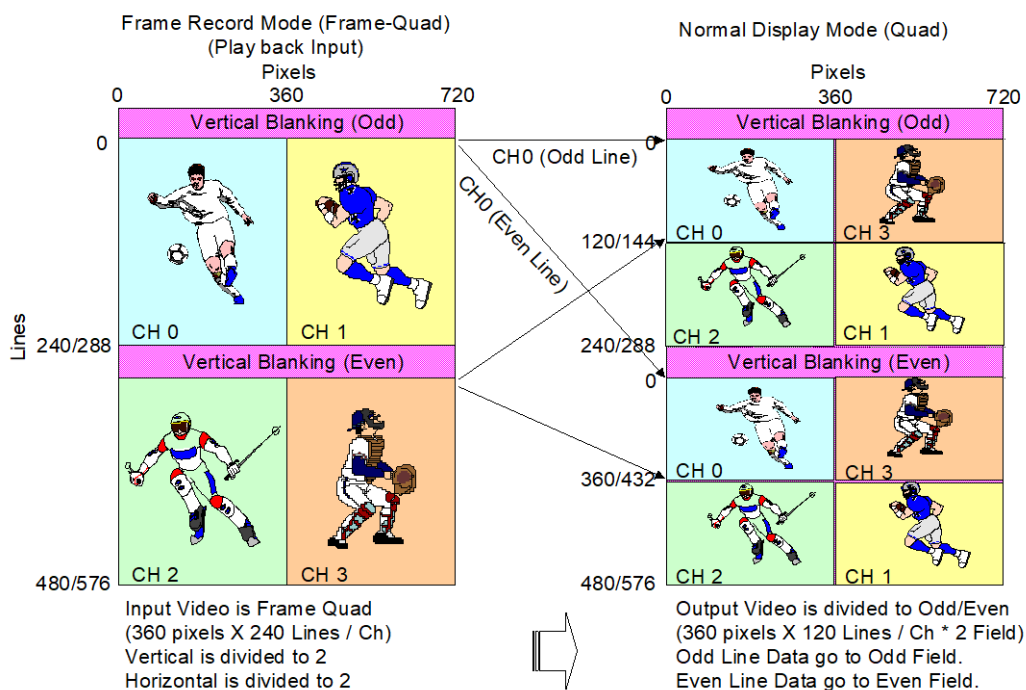 Frame Record Mode (Frame-Quad)
(Play back Input)
Pixels
0 360 720
Vertical Blanking (Odd)
0
CH 0
CH 1
Lines
240/288
Vertical Blanking (Even)
CH 2
CH 3
480/576
Input Video is Frame Quad
(360 pixels X 240 Lines / Ch)
Vertical is divided to 2
Horizontal is divided to 2
CH0 (Odd Line)
CH0 (Even Line)
Normal Display Mode (Quad)
Pixels
0 360 720
Vertical Blanking (Odd)
0
CH 0
CH 3
120/144
CH 2
CH 1
240/288
Vertical Blanking (Even)
0
CH 0
CH 3
360/432
CH 2
CH 1
480/576
Output Video is divided to Odd/Even
(360 pixels X 120 Lines / Ch * 2 Field)
Odd Line Data go to Odd Field.
Even Line Data go to Even Field.